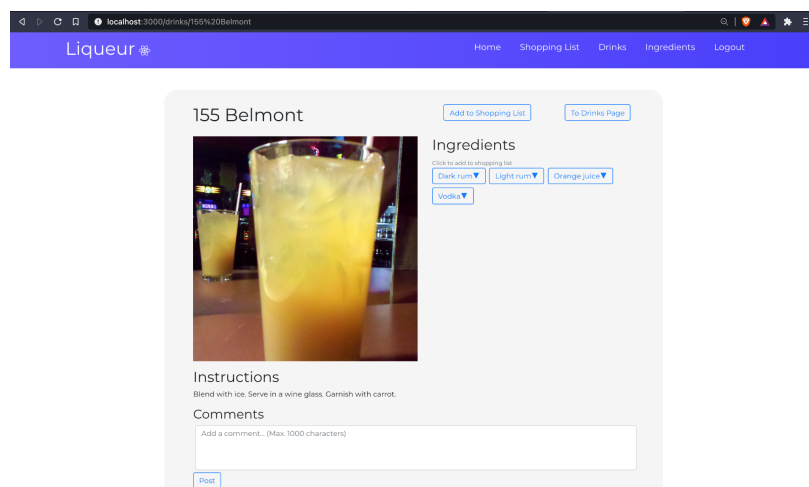 localhost:3000/drinks/155%20Belmont
Liqueur
Home Shopping List Drinks Ingredients Logout
155 Belmont
Add to Shopping List
To Drinks Page
Ingredients
Click to add to shopping list
Dark rum▼ Light rum▼ Orange juice▼
Vodka▼
Instructions
Blend with ice. Serve in a wine glass. Garnish with carrot.
Comments
Add a comment... (Max. 1000 characters)
Post